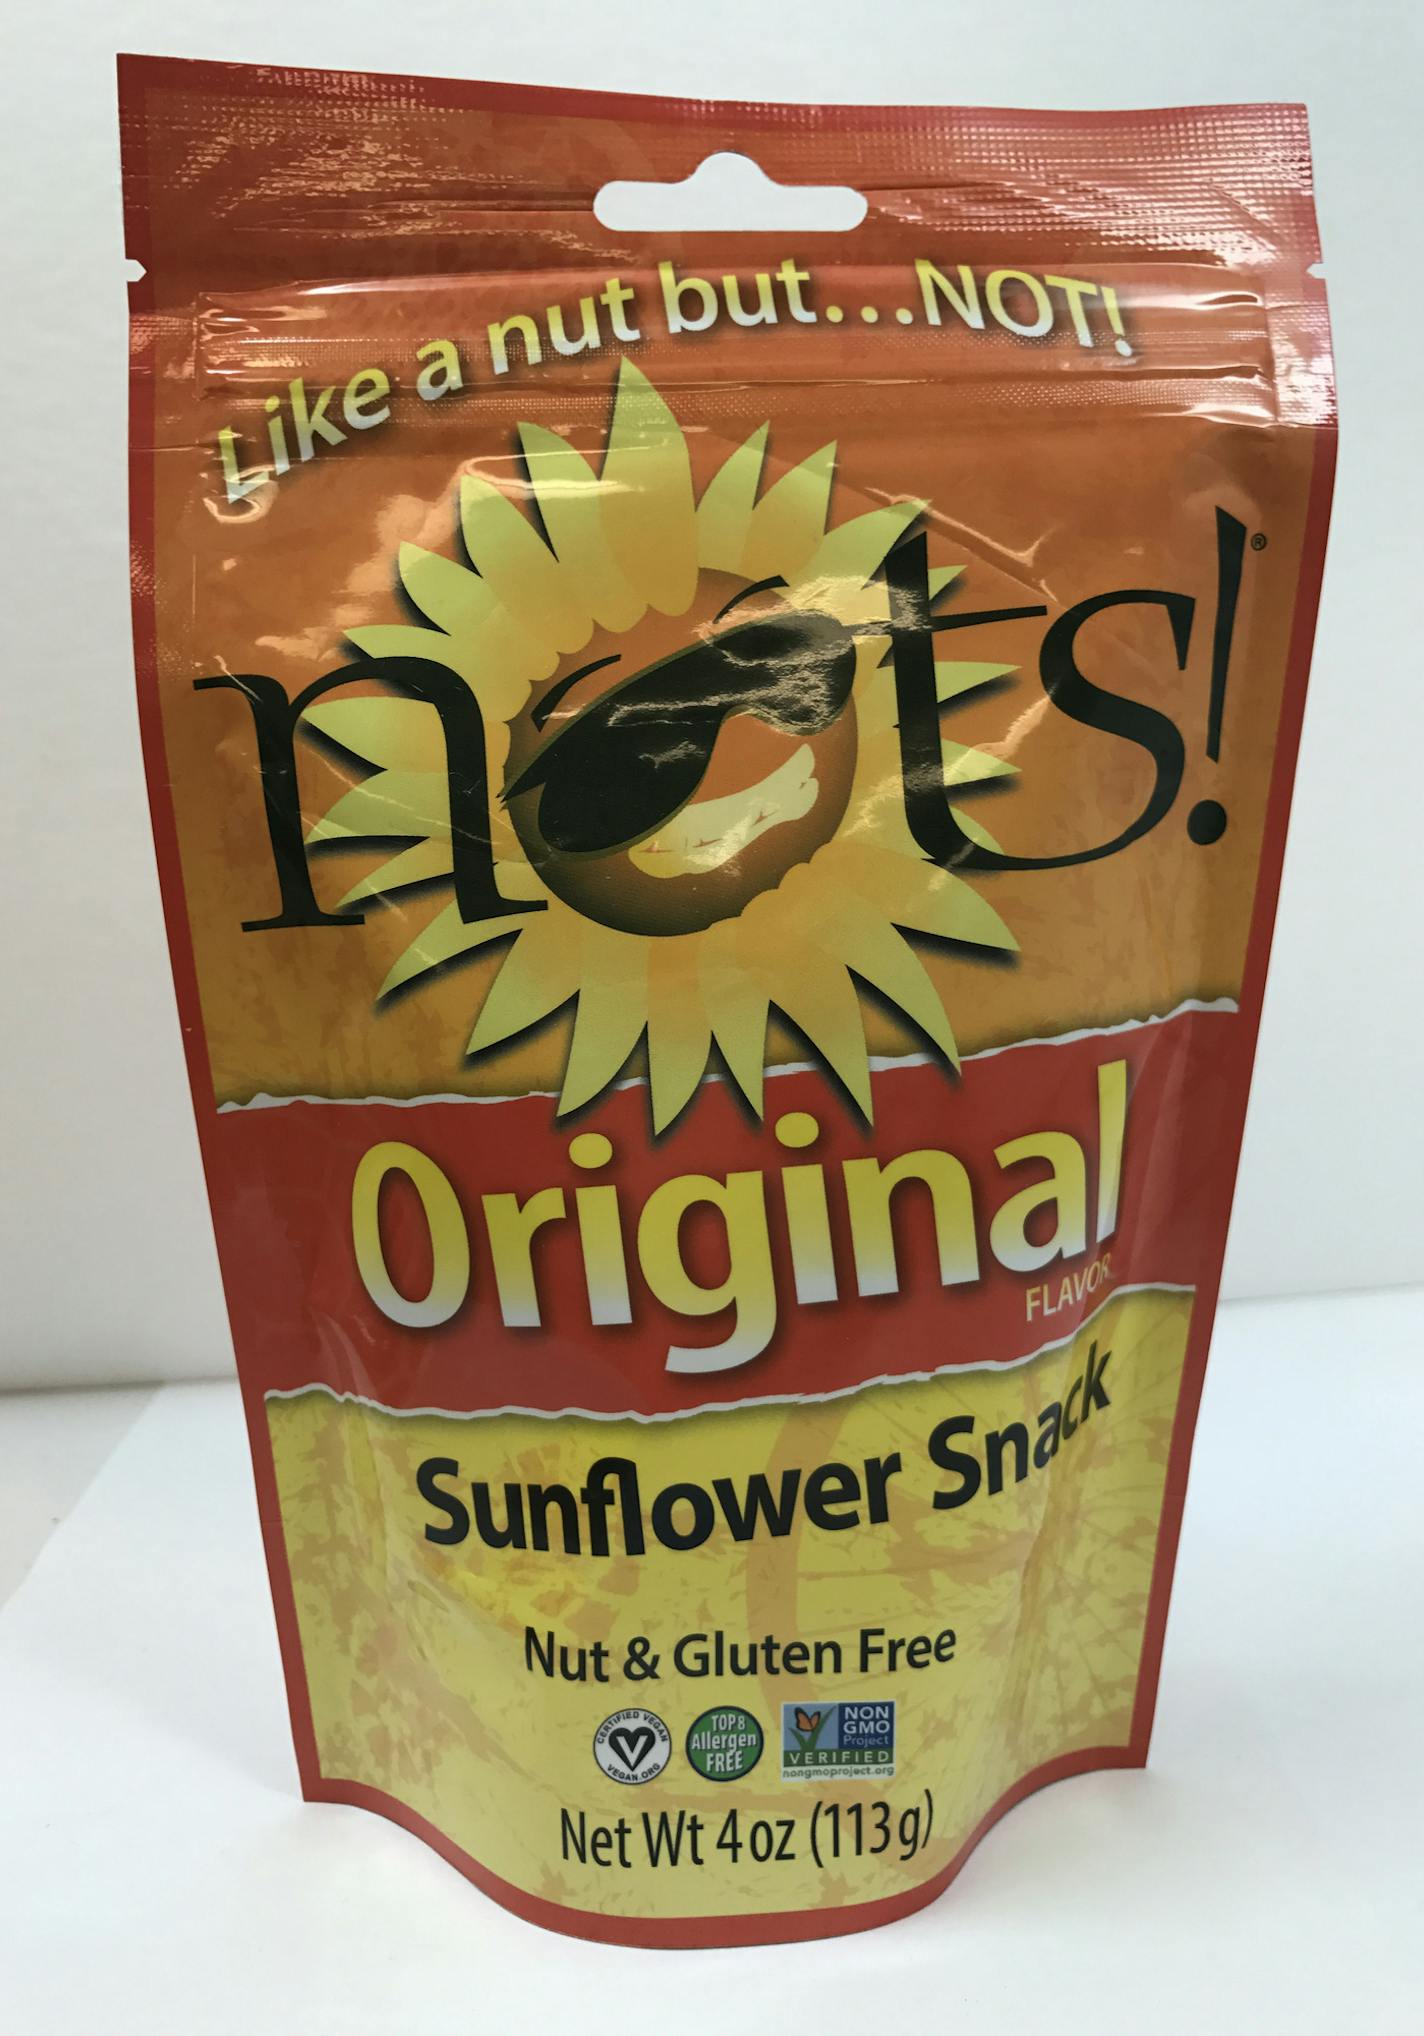 Like a nut but...NOT!
nots!®
Original
FLAVOR
Sunflower Snack
Nut & Gluten Free
CERTIFIED VEGAN
VEGAN.ORG
TOP 8
Allergen
FREE
NON
GMO
Project
VERIFIED
nongmoproject.org
Net Wt 4 oz (113 g)